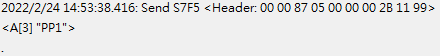 2022/2/24 14:53:38.416: Send S7F5 <Header: 00 00 87 05 00 00 00 2B 11 99>
<A[3] "PP1">
.